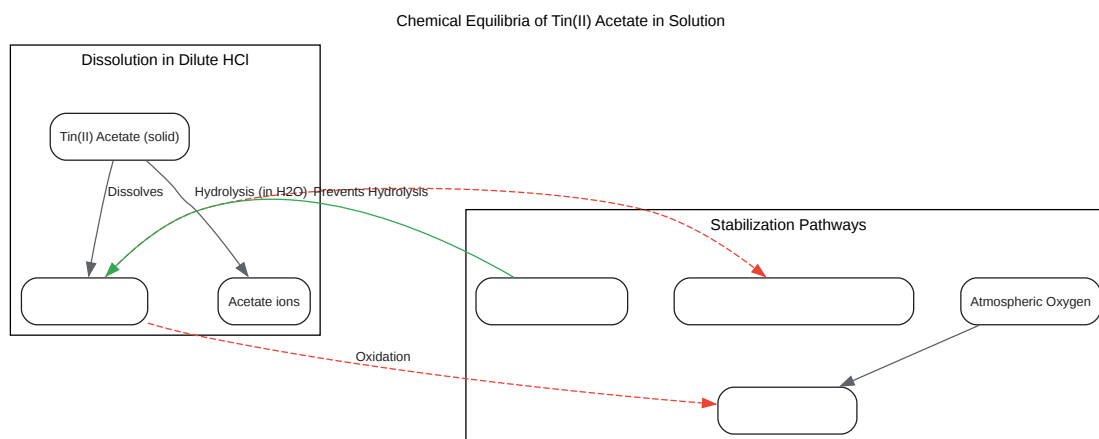 Chemical Equilibria of Tin(II) Acetate in Solution
Dissolution in Dilute HCl
Tin(II) Acetate (solid)
Dissolves
Hydrolysis (in H2O)
Prevents Hydrolysis
Stabilization Pathways
Acetate ions
Atmospheric Oxygen
Oxidation